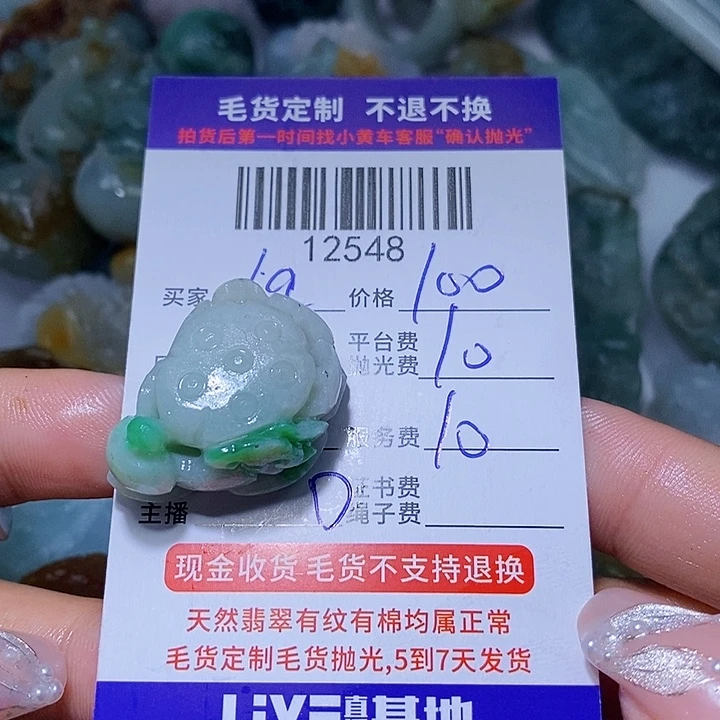 毛货定制 不退不换
拍货后第一时间找小黄车客服“确认抛光”
12548
买家 价格 100
平台费
抛光费 10
服务费 10
证书费
主播 D 绳子费
现金收货 毛货不支持退换
天然翡翠有纹有棉均属正常
毛货定制毛货抛光,5到7天发货
LiVE 基地